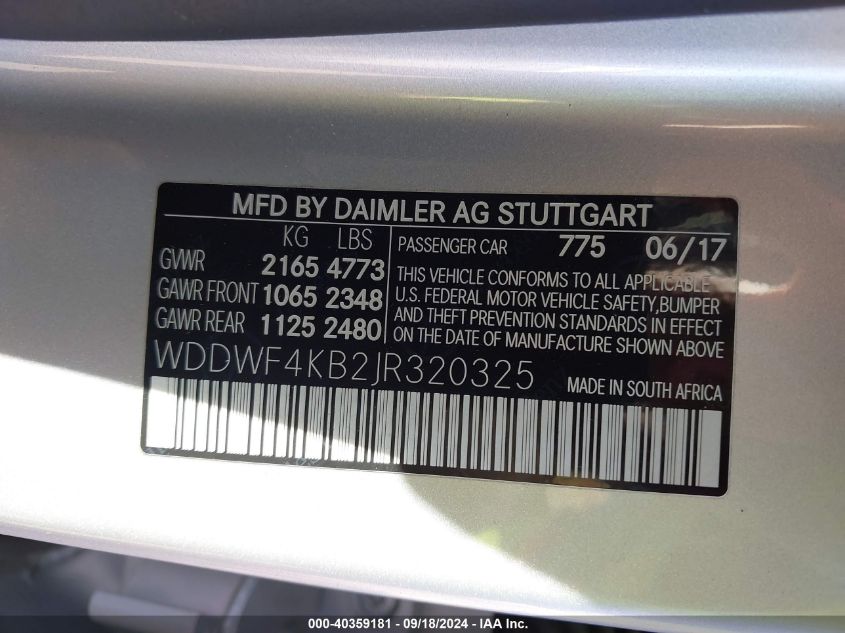 MFD BY DAIMLER AG STUTTGART
KG LBS
GVWR 2165 4773
GAWR FRONT 1065 2348
GAWR REAR 1125 2480
PASSENGER CAR 775 06/17
THIS VEHICLE CONFORMS TO ALL APPLICABLE
U.S. FEDERAL MOTOR VEHICLE SAFETY,BUMPER
AND THEFT PREVENTION STANDARDS IN EFFECT
ON THE DATE OF MANUFACTURE SHOWN ABOVE
WDDWF4KB2JR320325 MADE IN SOUTH AFRICA
000-40359181 - 09/18/2024 - IAA Inc.